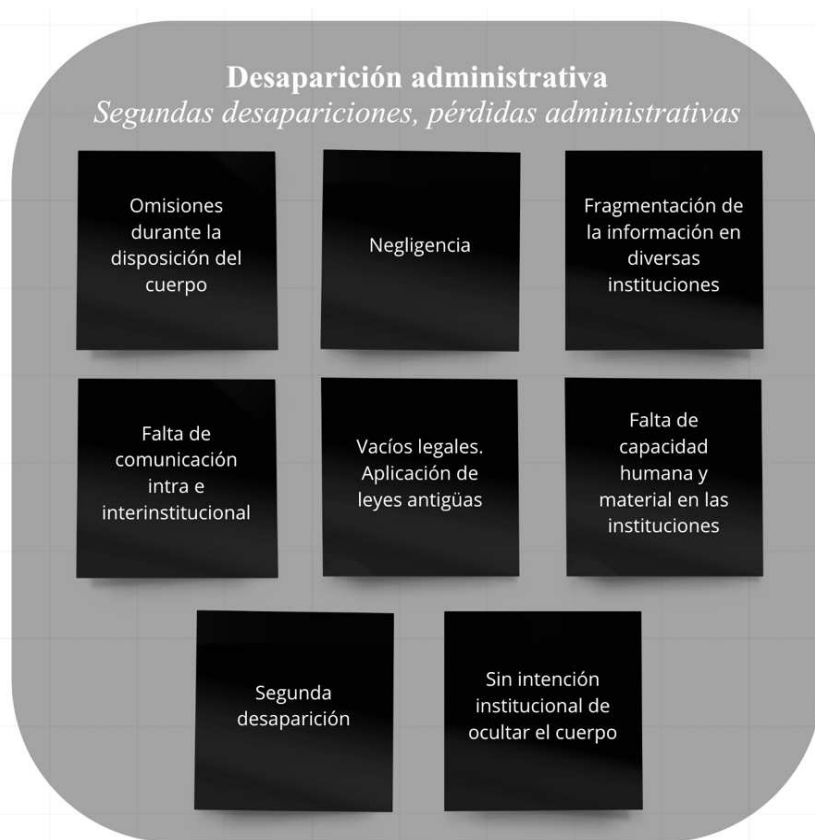 Desaparición administrativa
Segundas desapariciones, pérdidas administrativas
Omisiones
durante la
disposición del
cuerpo
Negligencia
Fragmentación de
la información en
diversas
instituciones
Falta de
comunicación
intra e
interinstitucional
Vacíos legales.
Aplicación de
leyes antigüas
Falta de
capacidad
humana y
material en las
instituciones
Segunda
desaparición
Sin intención
institucional de
ocultar el cuerpo